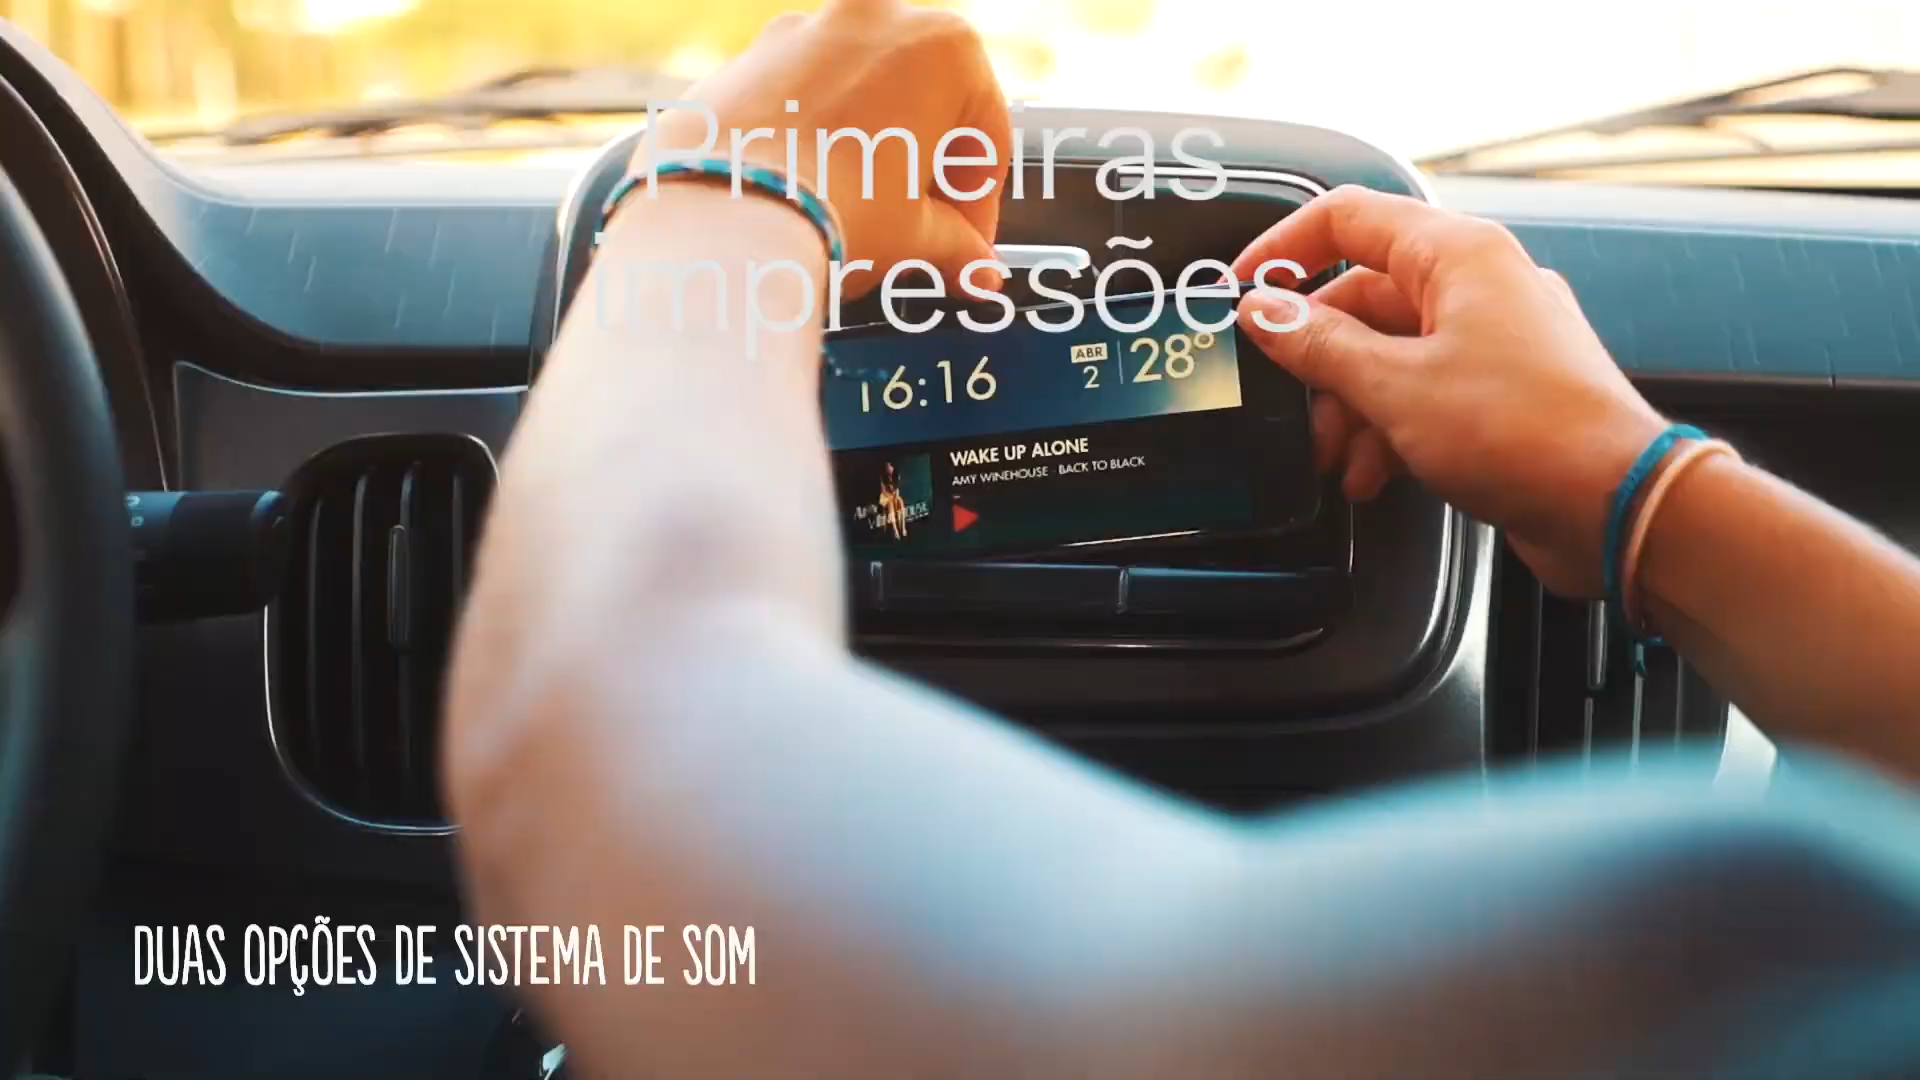 Primeiras
impressões
16:16
ABR
2
28°
WAKE UP ALONE
AMY WINEHOUSE - BACK TO BLACK
DUAS OPÇÕES DE SISTEMA DE SOM